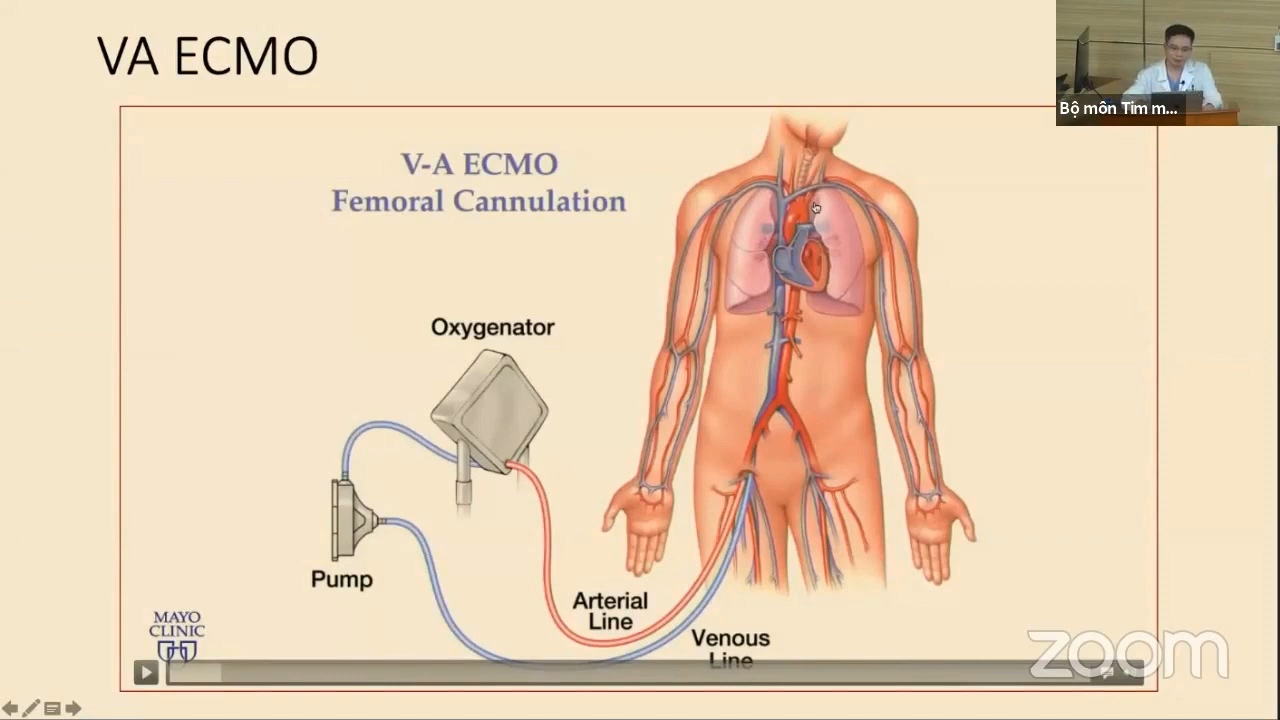 VA ECMO
Bộ môn Tim m...
V-A ECMO
Femoral Cannulation
Oxygenator
Pump
Arterial
Line
Venous
Line
MAYO
CLINIC
zoom